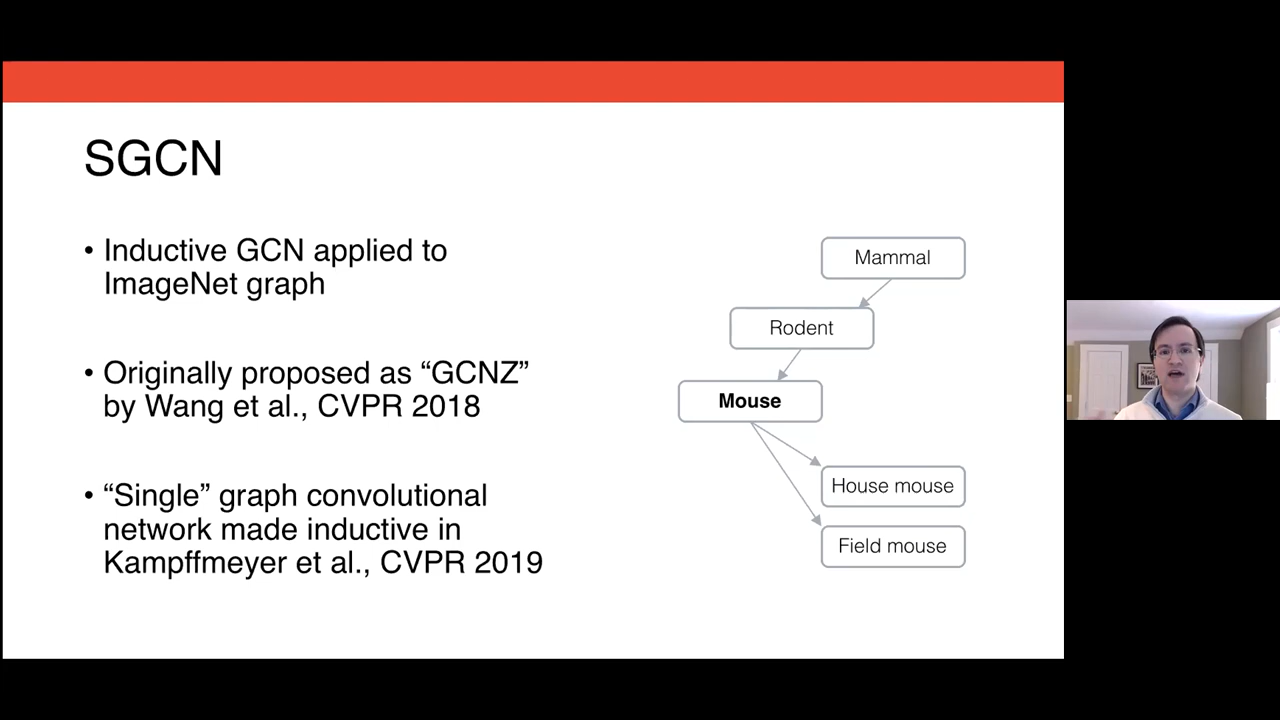 SGCN
• Inductive GCN applied to
ImageNet graph
• Originally proposed as “GCNZ”
by Wang et al., CVPR 2018
• “Single” graph convolutional
network made inductive in
Kampffmeyer et al., CVPR 2019
Mammal
Rodent
Mouse
House mouse
Field mouse